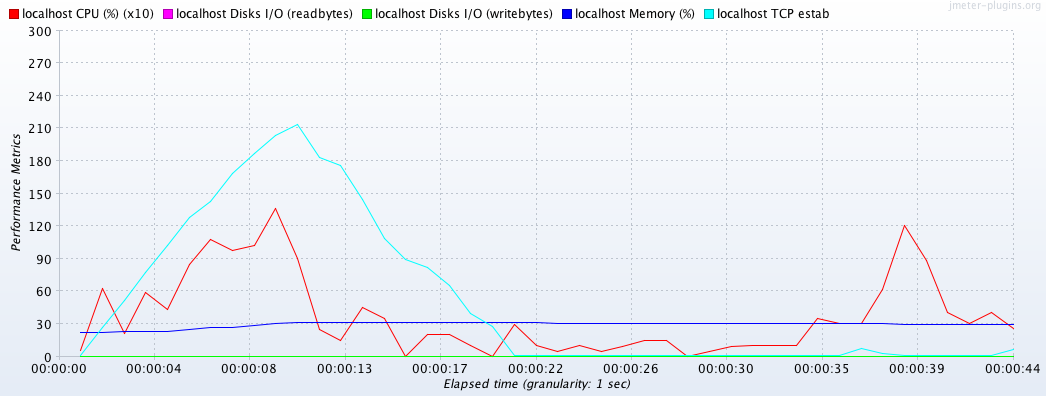 jmeter-plugins.org
localhost CPU (%) (x10) localhost Disks I/O (readbytes) localhost Disks I/O (writebytes) localhost Memory (%) localhost TCP estab
300
270
240
210
180
150
120
90
60
30
0
Performance Metrics
00:00:00 00:00:04 00:00:08 00:00:13 00:00:17 00:00:22 00:00:26 00:00:30 00:00:35 00:00:39 00:00:44
Elapsed time (granularity: 1 sec)